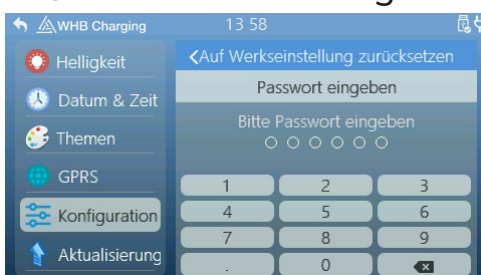 WHB Charging 13 58
Helligkeit
Datum & Zeit
Themen
GPRS
Konfiguration
Aktualisierung
Auf Werkseinstellung zurücksetzen
Passwort eingeben
Bitte Passwort eingeben
1 2 3
4 5 6
7 8 9
. 0